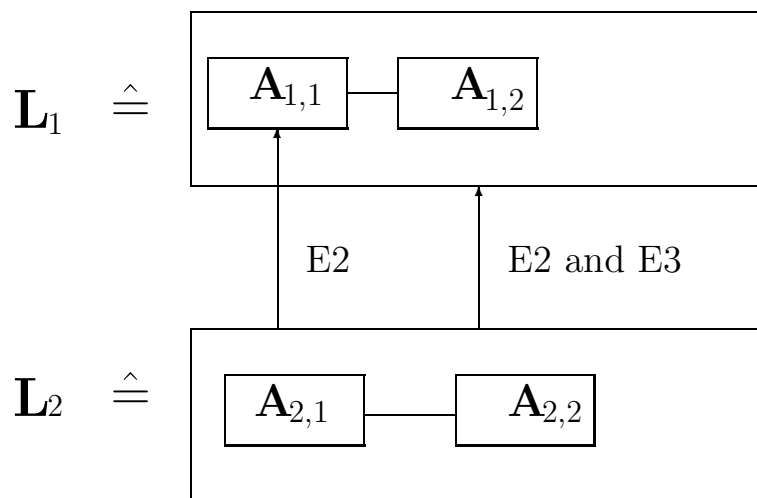 L₁ ≙ A₁,₁ A₁,₂
E2 E2 and E3
L₂ ≙ A₂,₁ A₂,₂